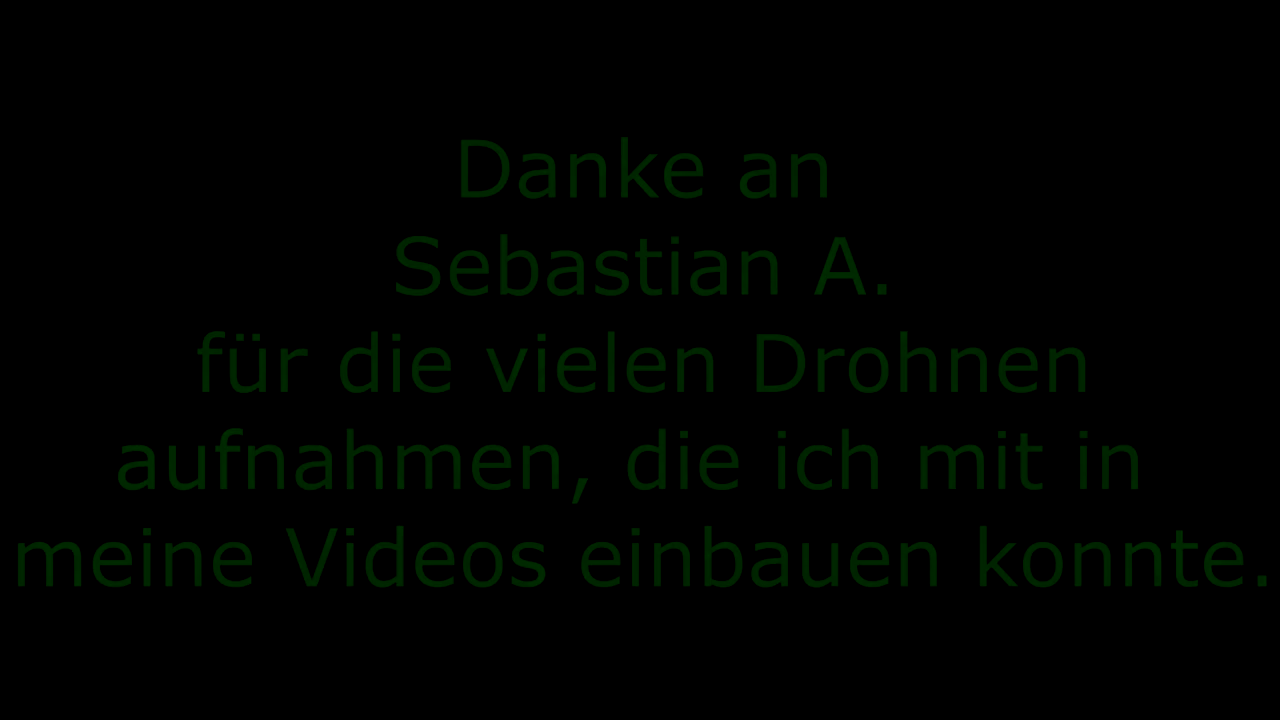 Danke an
Sebastian A.
für die vielen Drohnen
aufnahmen, die ich mit in
meine Videos einbauen konnte.